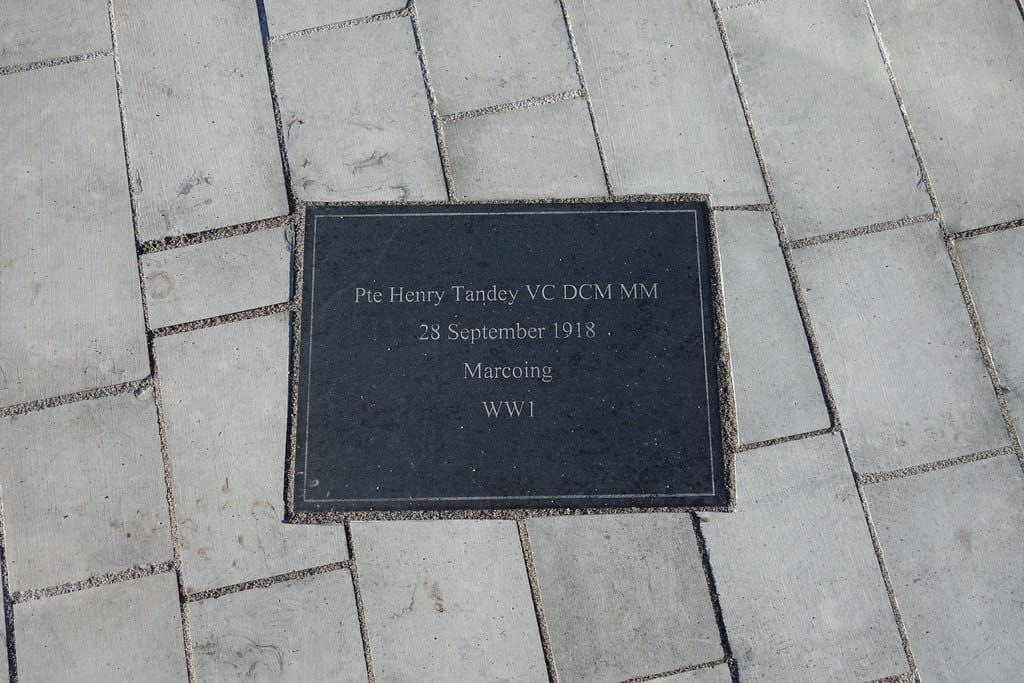 Pte Henry Tandey VC DCM MM
28 September 1918
Marcoing
WW1